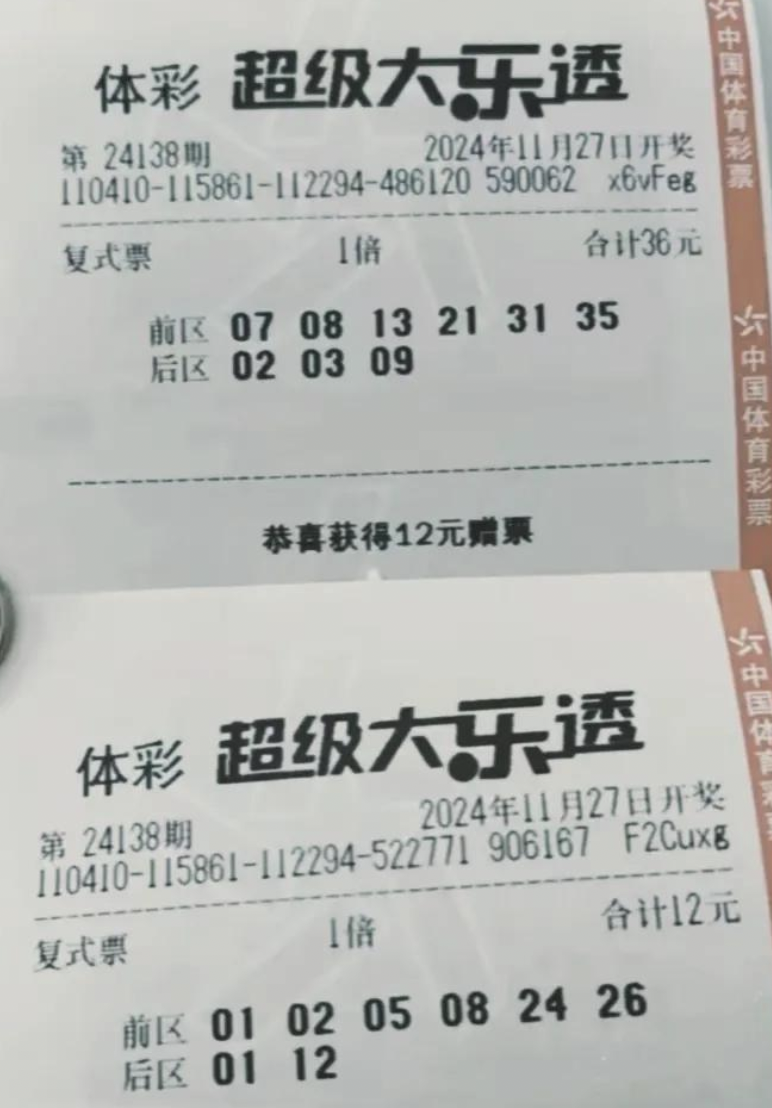 体彩 超级大乐透
第 24138期 2024年11月27日开奖
110410-115861-112294-486120 590062 x6vFeg
复式票 1倍 合计36元
前区 07 08 13 21 31 35
后区 02 03 09
恭喜获得12元赠票
中国体育彩票
中国体育彩票
体彩 超级大乐透
第 24138期 2024年11月27日开奖
110410-115861-112294-522771 906167 F2Cuxg
复式票 1倍 合计12元
前区 01 02 05 08 24 26
后区 01 12
中国体育